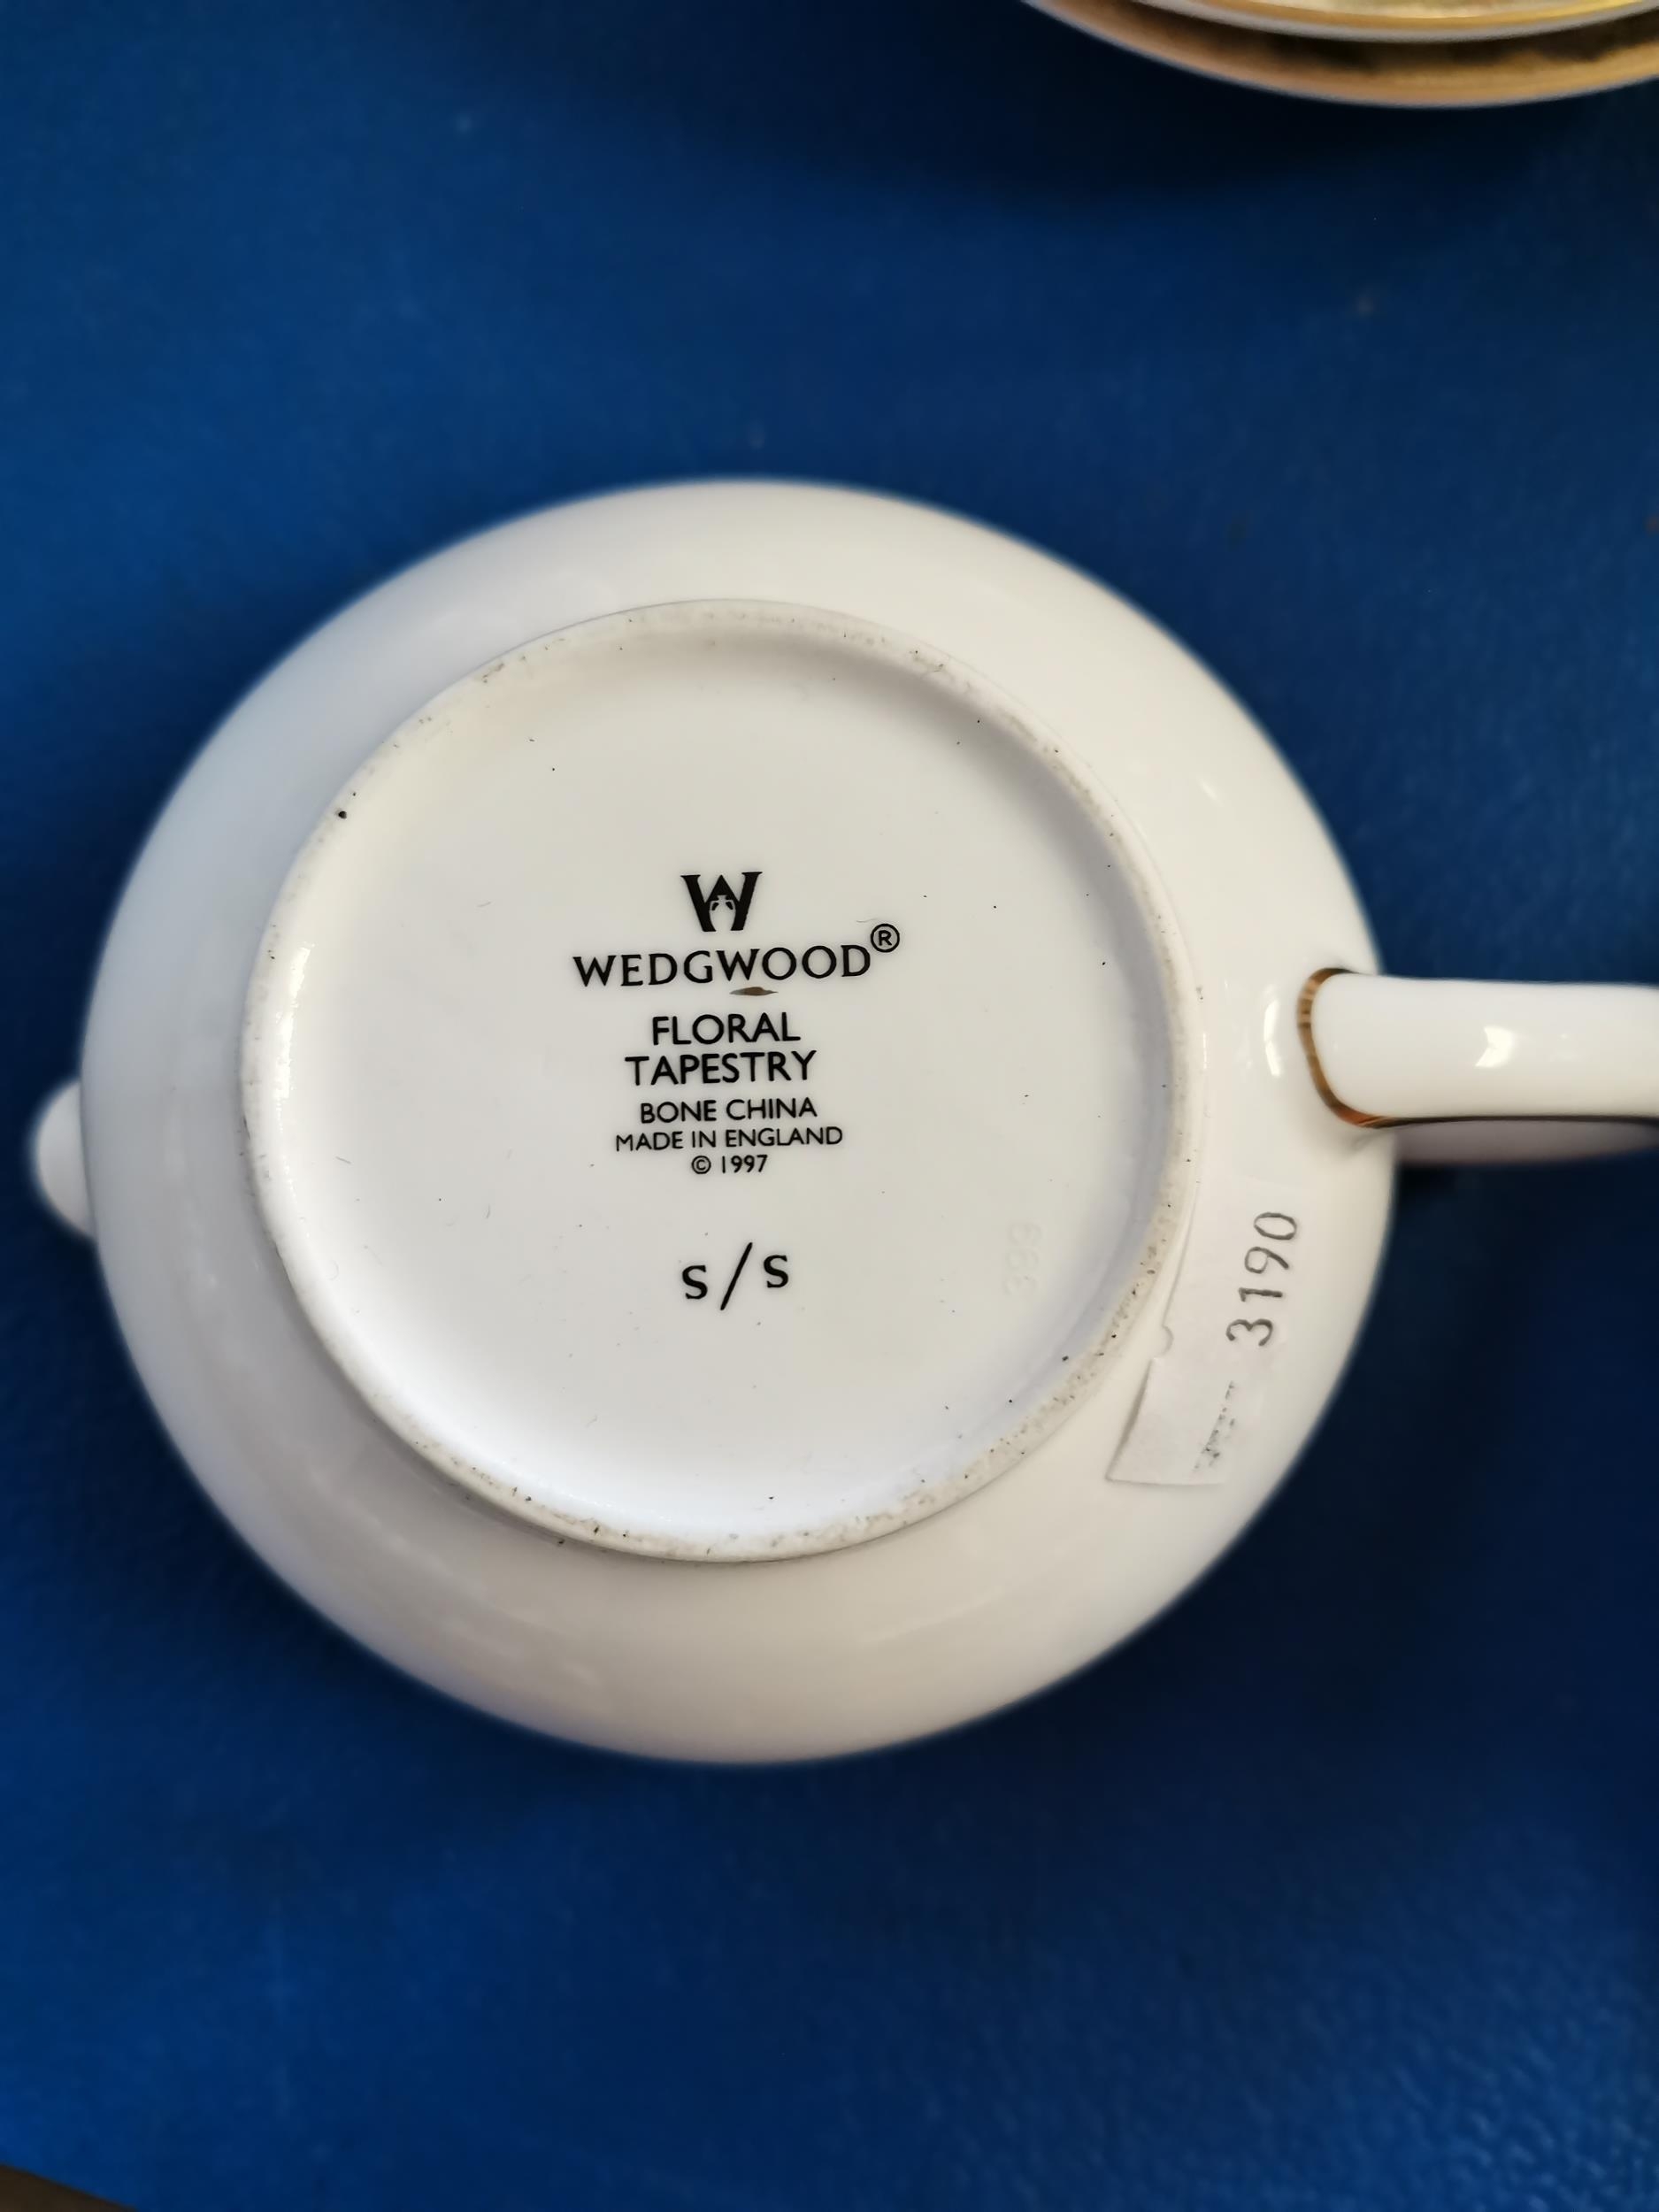 W
WEDGWOOD®
FLORAL
TAPESTRY
BONE CHINA
MADE IN ENGLAND
© 1997
S/S
3190